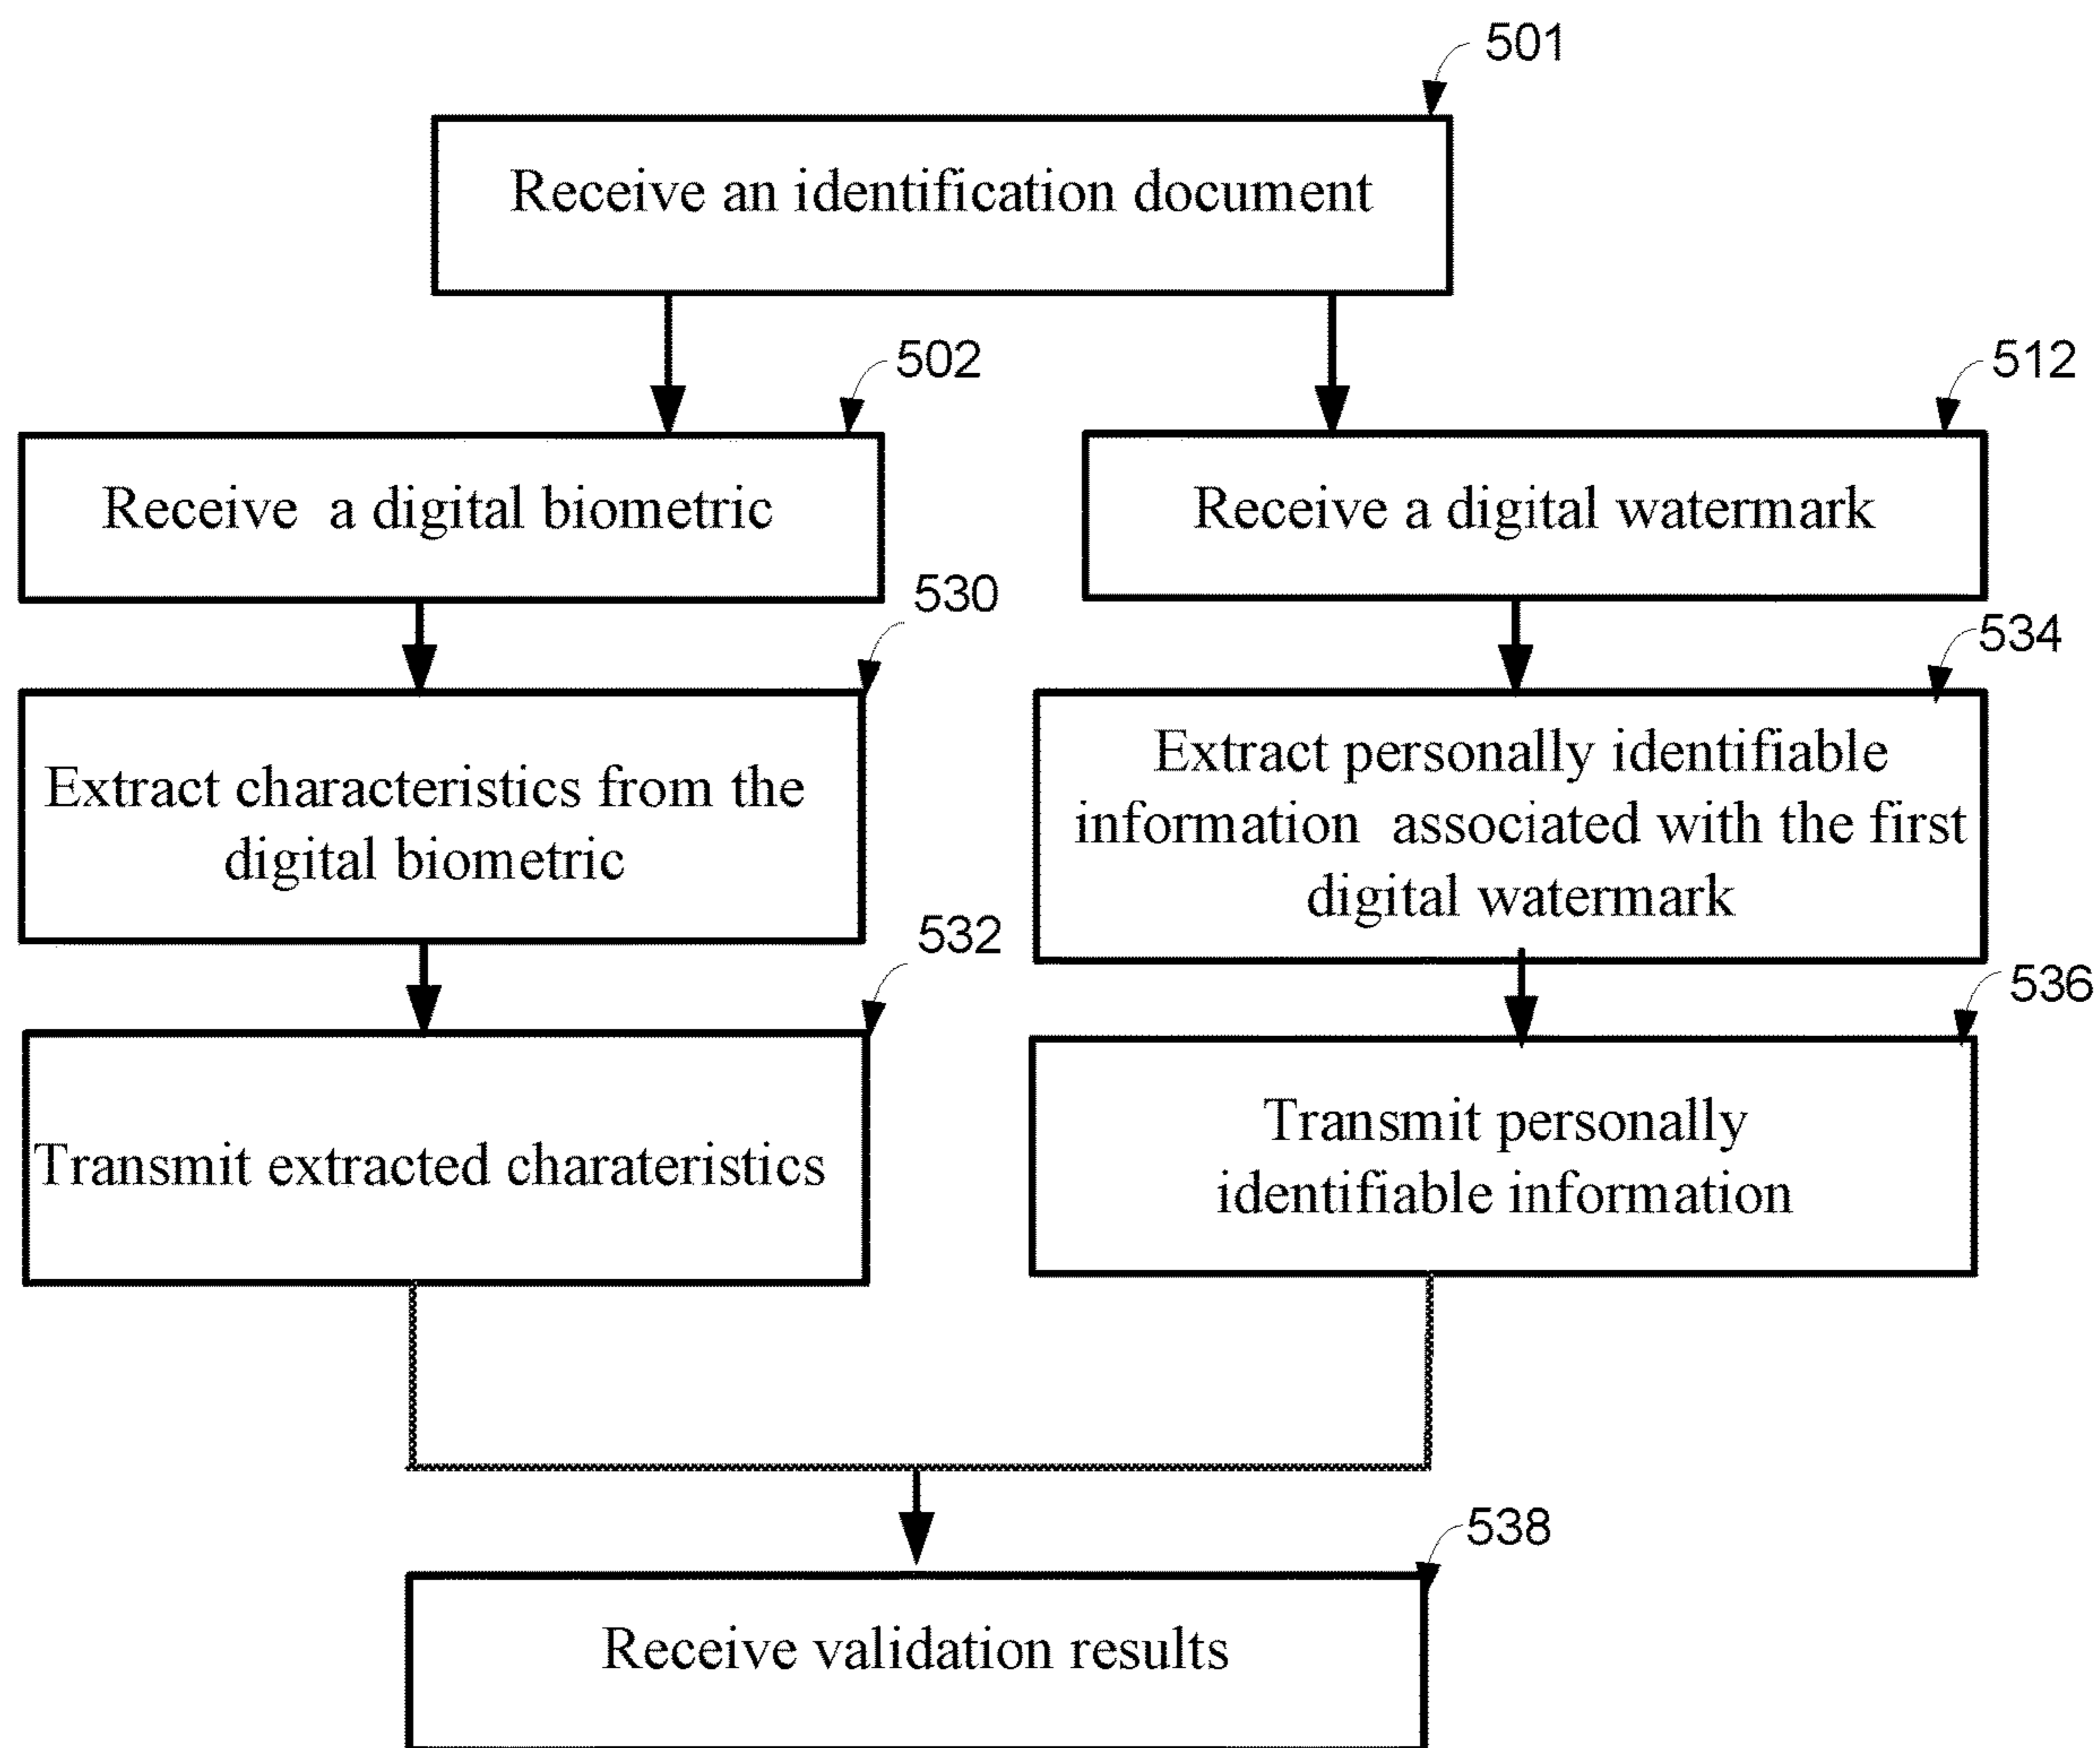 501
Receive an identification document
502
Receive a digital biometric
512
Receive a digital watermark
530
Extract characteristics from the
digital biometric
534
Extract personally identifiable
information associated with the first
digital watermark
532
Transmit extracted charateristics
536
Transmit personally
identifiable information
538
Receive validation results